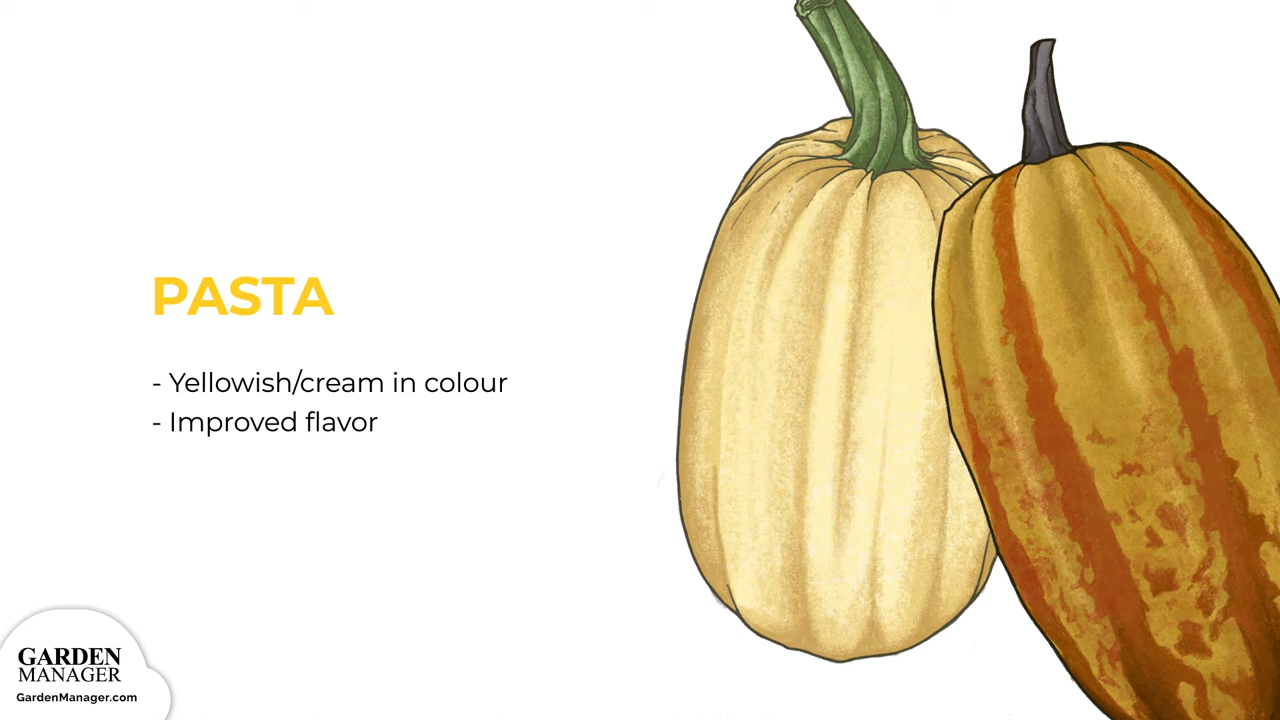 PASTA
- Yellowish/cream in colour
- Improved flavor
GARDEN
MANAGER
GardenManager.com